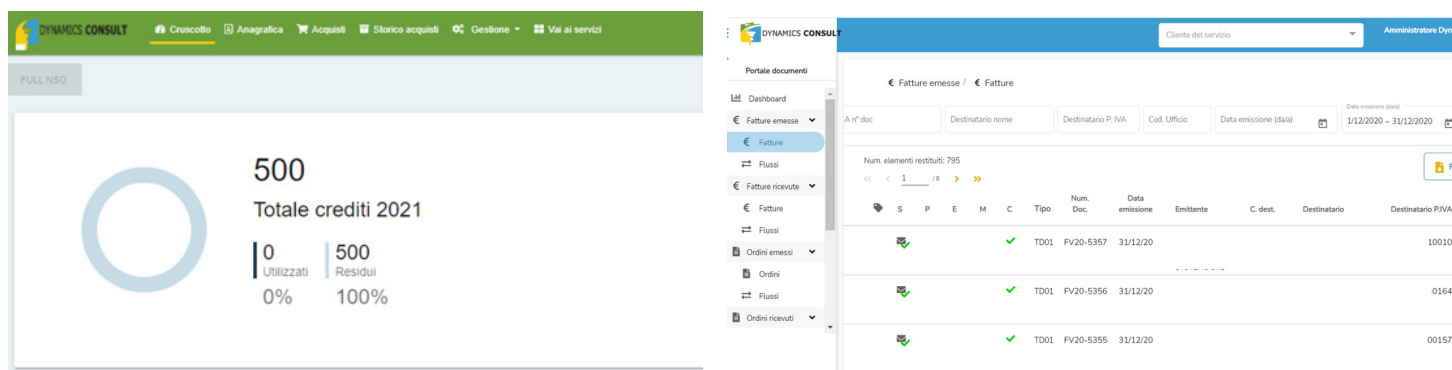 DYNAMICS CONSULT
Cruscotto Anagrafica Acquisti Storico acquisti Gestione Vai ai servizi
FULL NSO
500
Totale crediti 2021
0 500
Utilizzati Residui
0% 100%
DYNAMICS CONSULT
Cliente del servizio
Amministratore Dyn
Portale documenti
Dashboard
€ Fatture emesse
€ Fatture
Flussi
€ Fatture ricevute
€ Fatture
Flussi
Ordini emessi
Ordini
Flussi
Ordini ricevuti
€ Fatture emesse / € Fatture
A n° doc Destinatario nome Destinatario P. IVA Cod. Ufficio Data emissione (da/a) Data creazione (da/a)
1/12/2020 – 31/12/2020
Num. elementi restituiti: 795
1 /8
S P E M C Tipo Num. Doc. Data emissione Emittente C. dest. Destinatario Destinatario P.IVA
TD01 FV20-5357 31/12/20 10010
TD01 FV20-5356 31/12/20 0164
TD01 FV20-5355 31/12/20 00157